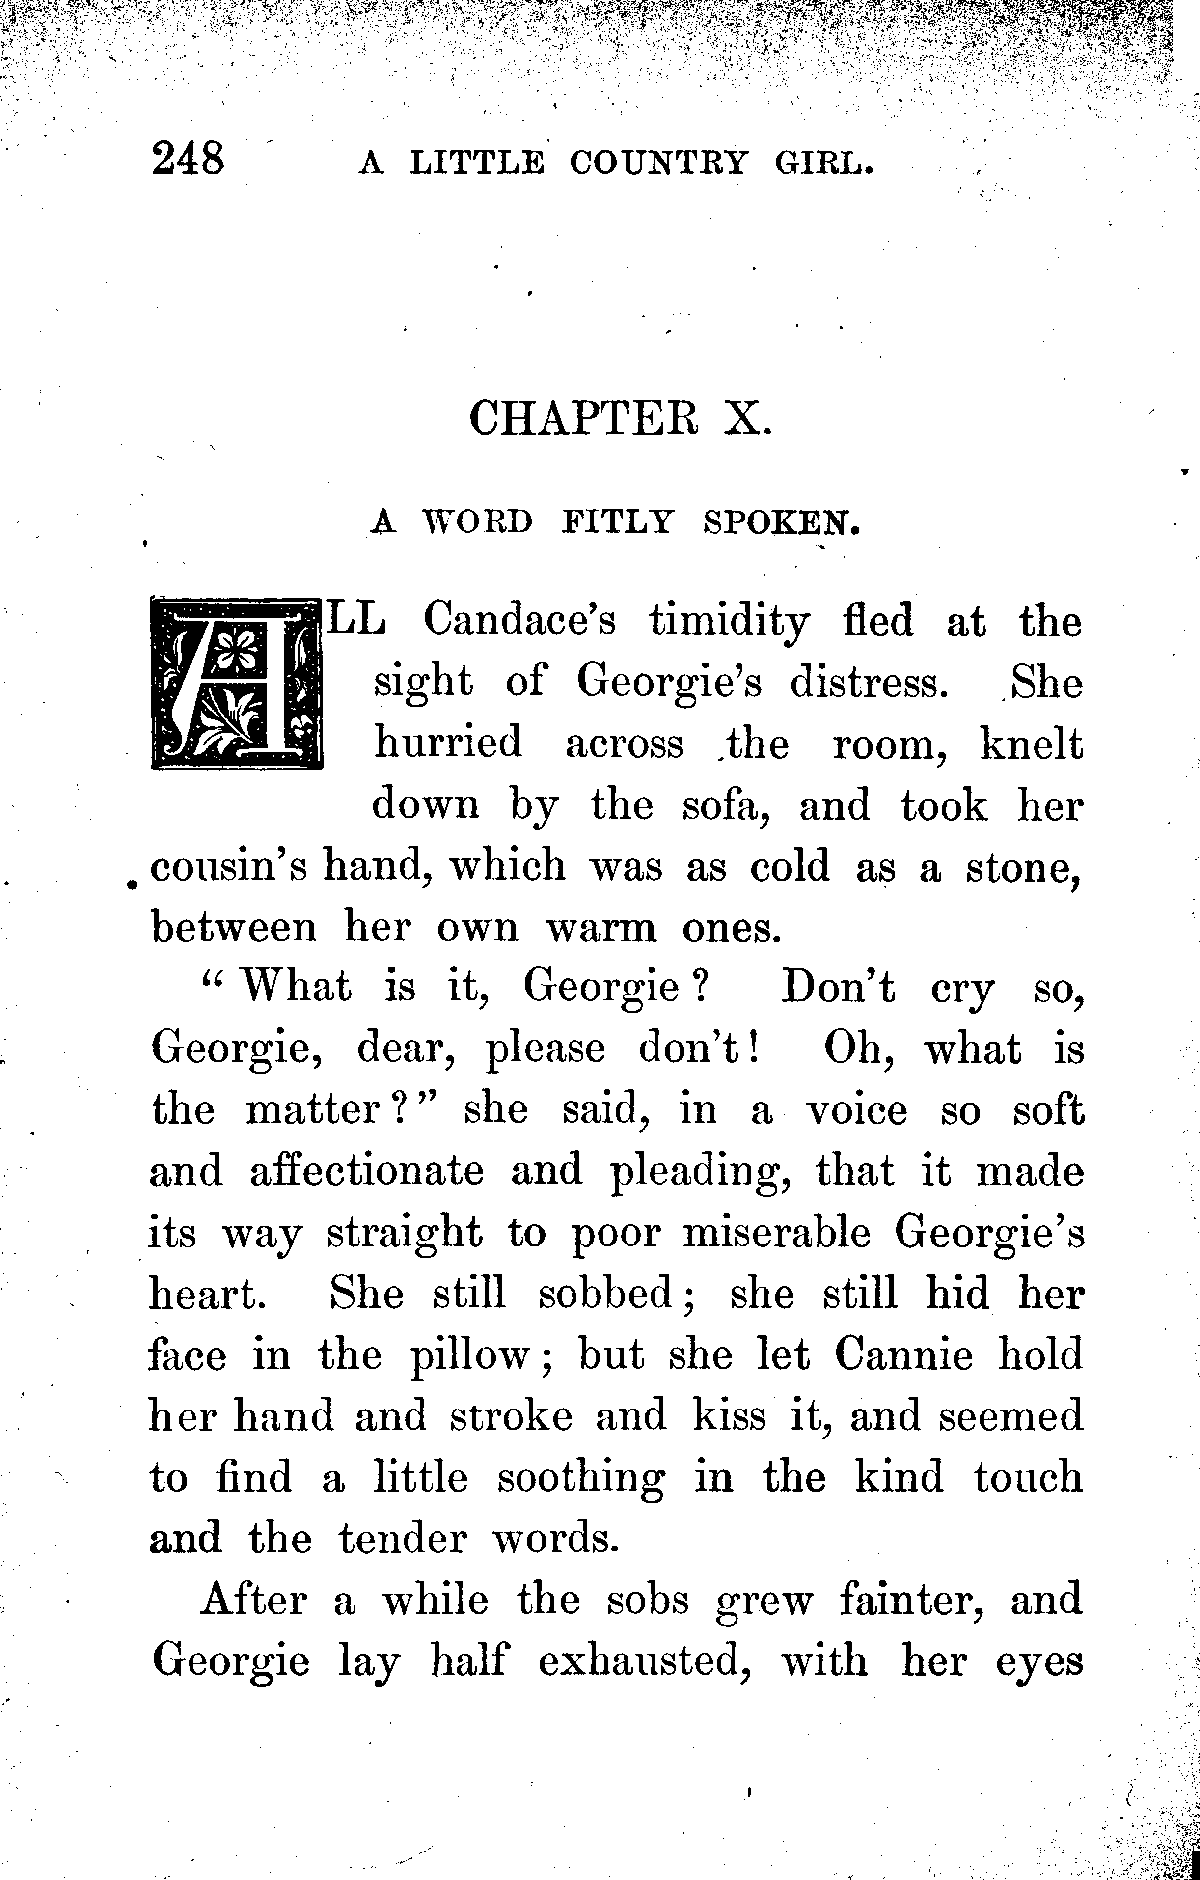 248 A LITTLE COUNTRY GIRL.
CHAPTER X.
A WORD FITLY SPOKEN.
ALL Candace's timidity fled at the
sight of Georgie's distress. She
hurried across the room, knelt
down by the sofa, and took her
cousin's hand, which was as cold as a stone,
between her own warm ones.
"What is it, Georgie? Don't cry so,
Georgie, dear, please don't! Oh, what is
the matter?" she said, in a voice so soft
and affectionate and pleading, that it made
its way straight to poor miserable Georgie's
heart. She still sobbed; she still hid her
face in the pillow; but she let Cannie hold
her hand and stroke and kiss it, and seemed
to find a little soothing in the kind touch
and the tender words.
After a while the sobs grew fainter, and
Georgie lay half exhausted, with her eyes